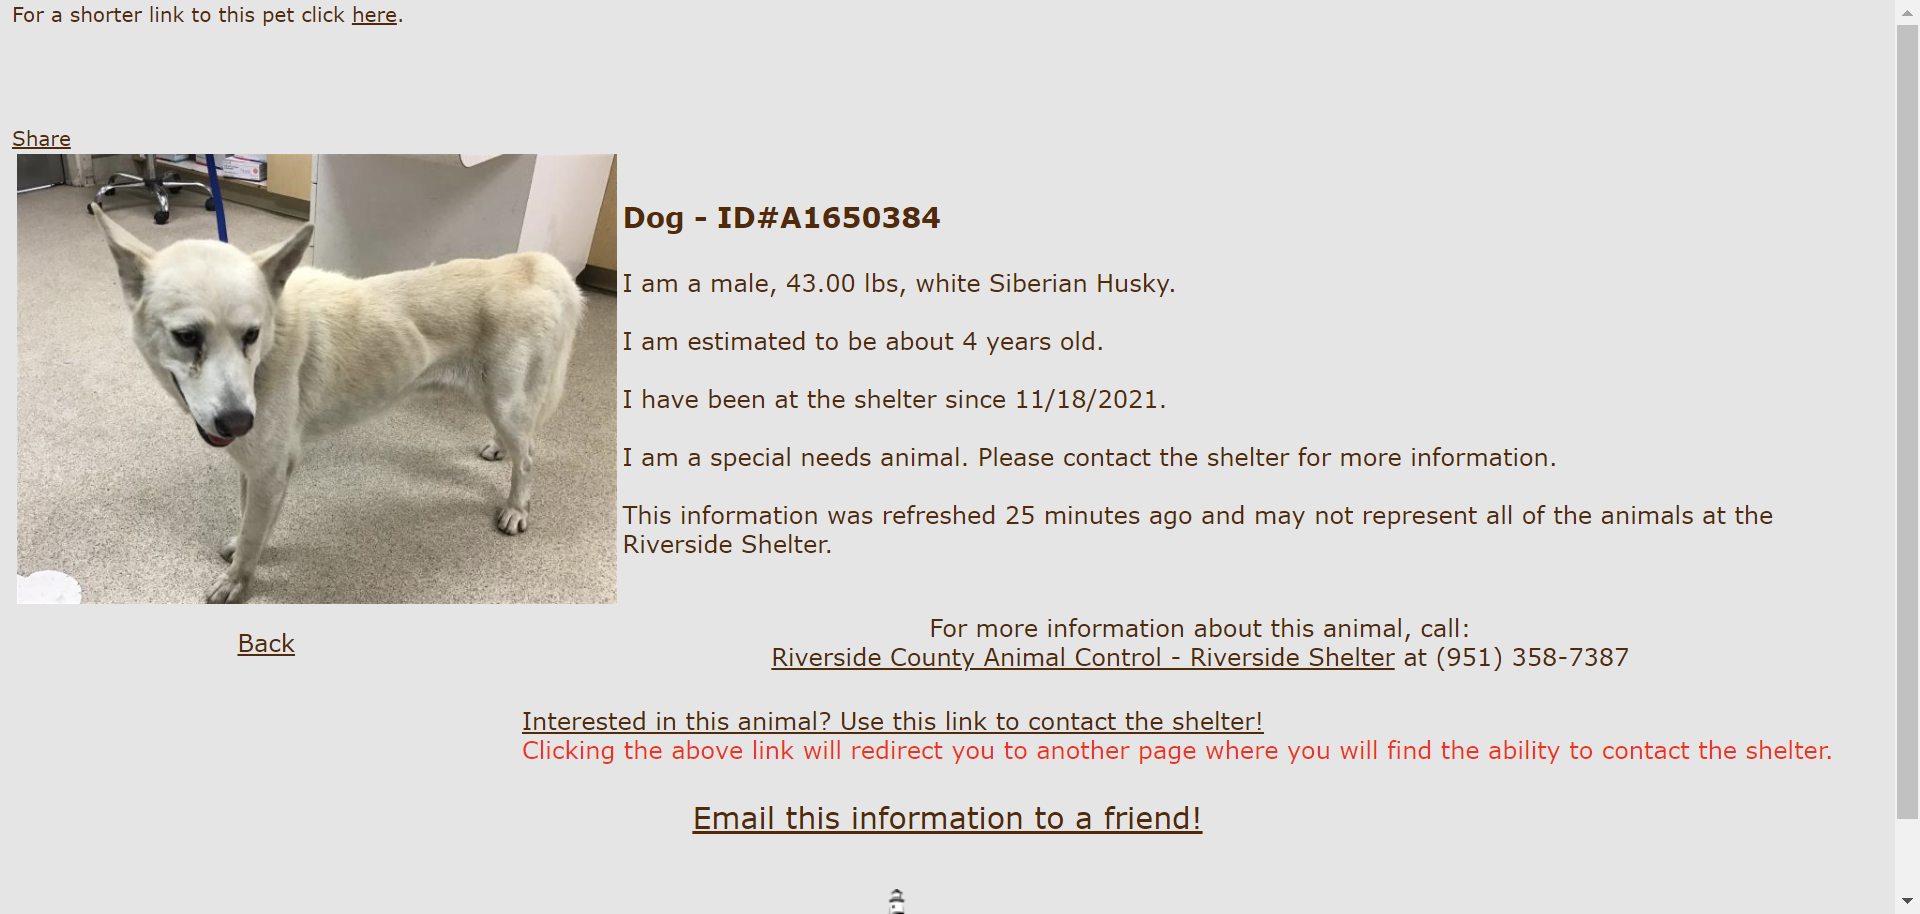 For a shorter link to this pet click here.
Share
Dog - ID#A1650384
I am a male, 43.00 lbs, white Siberian Husky.
I am estimated to be about 4 years old.
I have been at the shelter since 11/18/2021.
I am a special needs animal. Please contact the shelter for more information.
This information was refreshed 25 minutes ago and may not represent all of the animals at the
Riverside Shelter.
Back
For more information about this animal, call:
Riverside County Animal Control - Riverside Shelter at (951) 358-7387
Interested in this animal? Use this link to contact the shelter!
Clicking the above link will redirect you to another page where you will find the ability to contact the shelter.
Email this information to a friend!